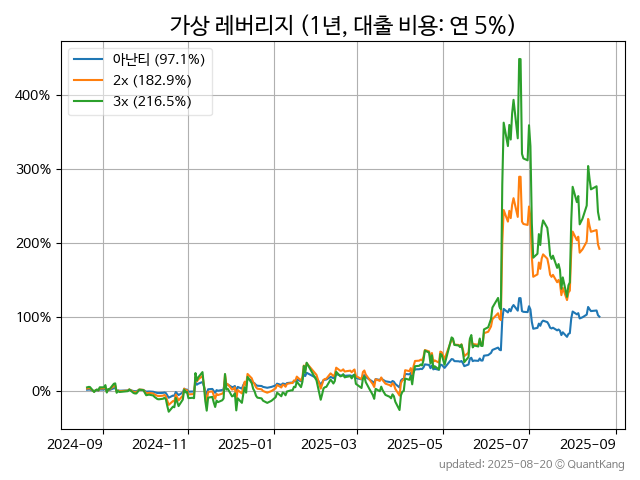 가상 레버리지 (1년, 대출 비용: 연 5%)
아난티 (97.1%)
2x (182.9%)
3x (216.5%)
400%
300%
200%
100%
0%
2024-09
2024-11
2025-01
2025-03
2025-05
2025-07
2025-09
updated: 2025-08-20 © QuantKang